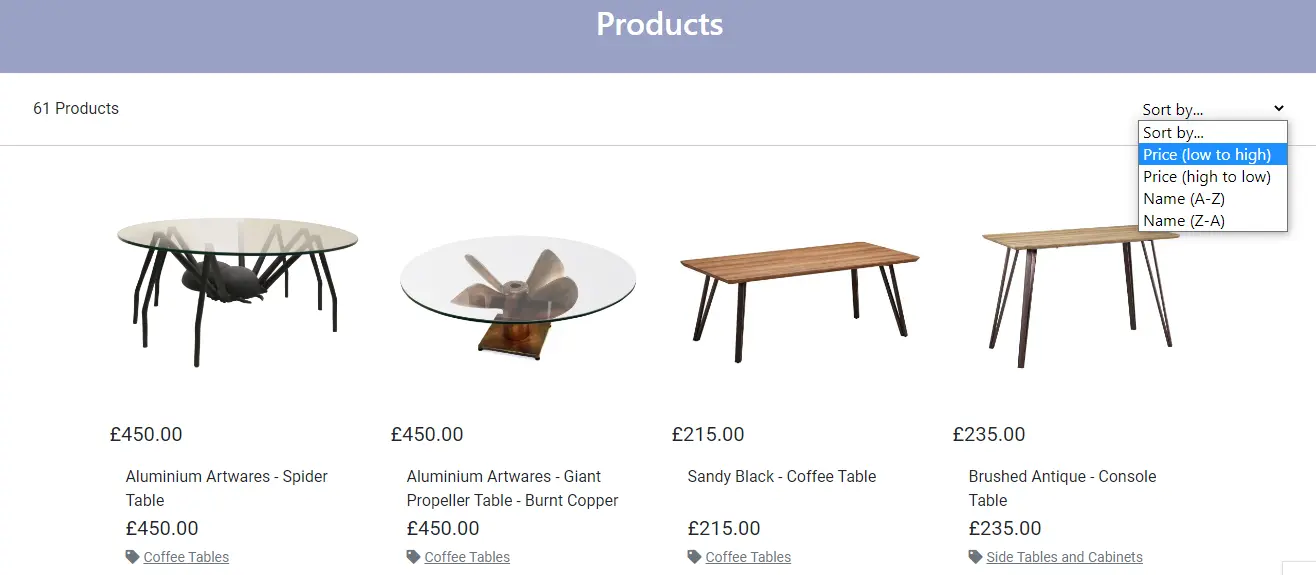 Products
61 Products
Sort by...
Sort by...
Price (low to high)
Price (high to low)
Name (A-Z)
Name (Z-A)
£450.00
£450.00
£215.00
£235.00
Aluminium Artwares - Spider
Table
£450.00
Coffee Tables
Aluminium Artwares - Giant
Propeller Table - Burnt Copper
£450.00
Coffee Tables
Sandy Black - Coffee Table
£215.00
Coffee Tables
Brushed Antique - Console
Table
£235.00
Side Tables and Cabinets